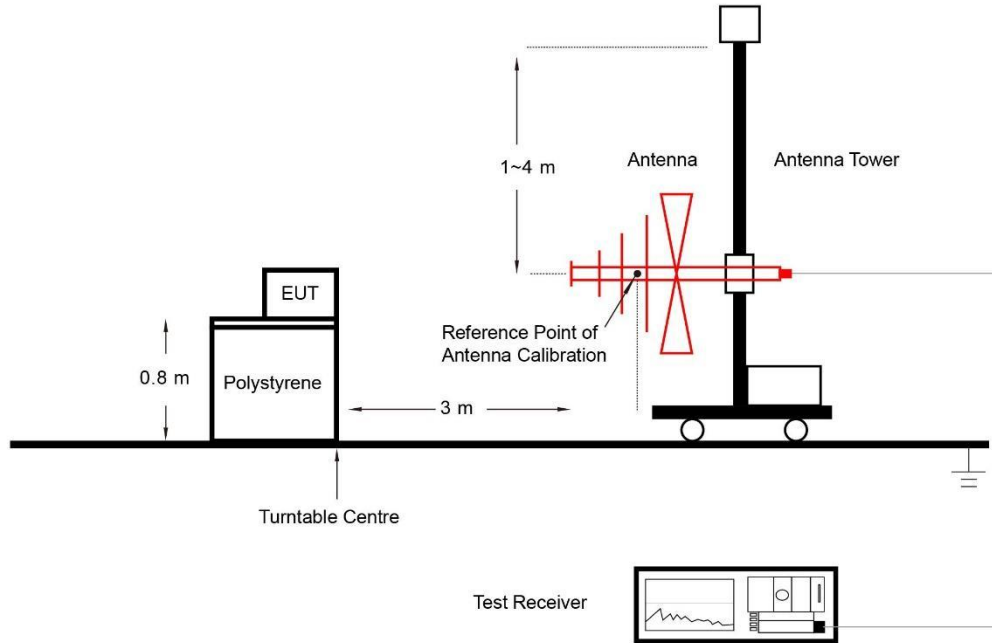 1~4 m
Antenna
Antenna Tower
EUT
Reference Point of
Antenna Calibration
0.8 m
Polystyrene
3 m
Turntable Centre
Test Receiver